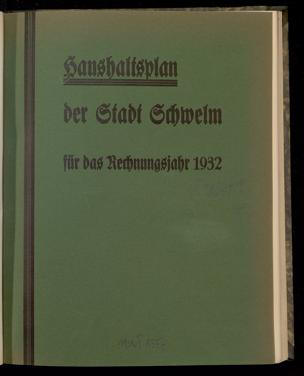 Haushaltsplan
der Stadt Schwelm
für das Rechnungsjahr 1932